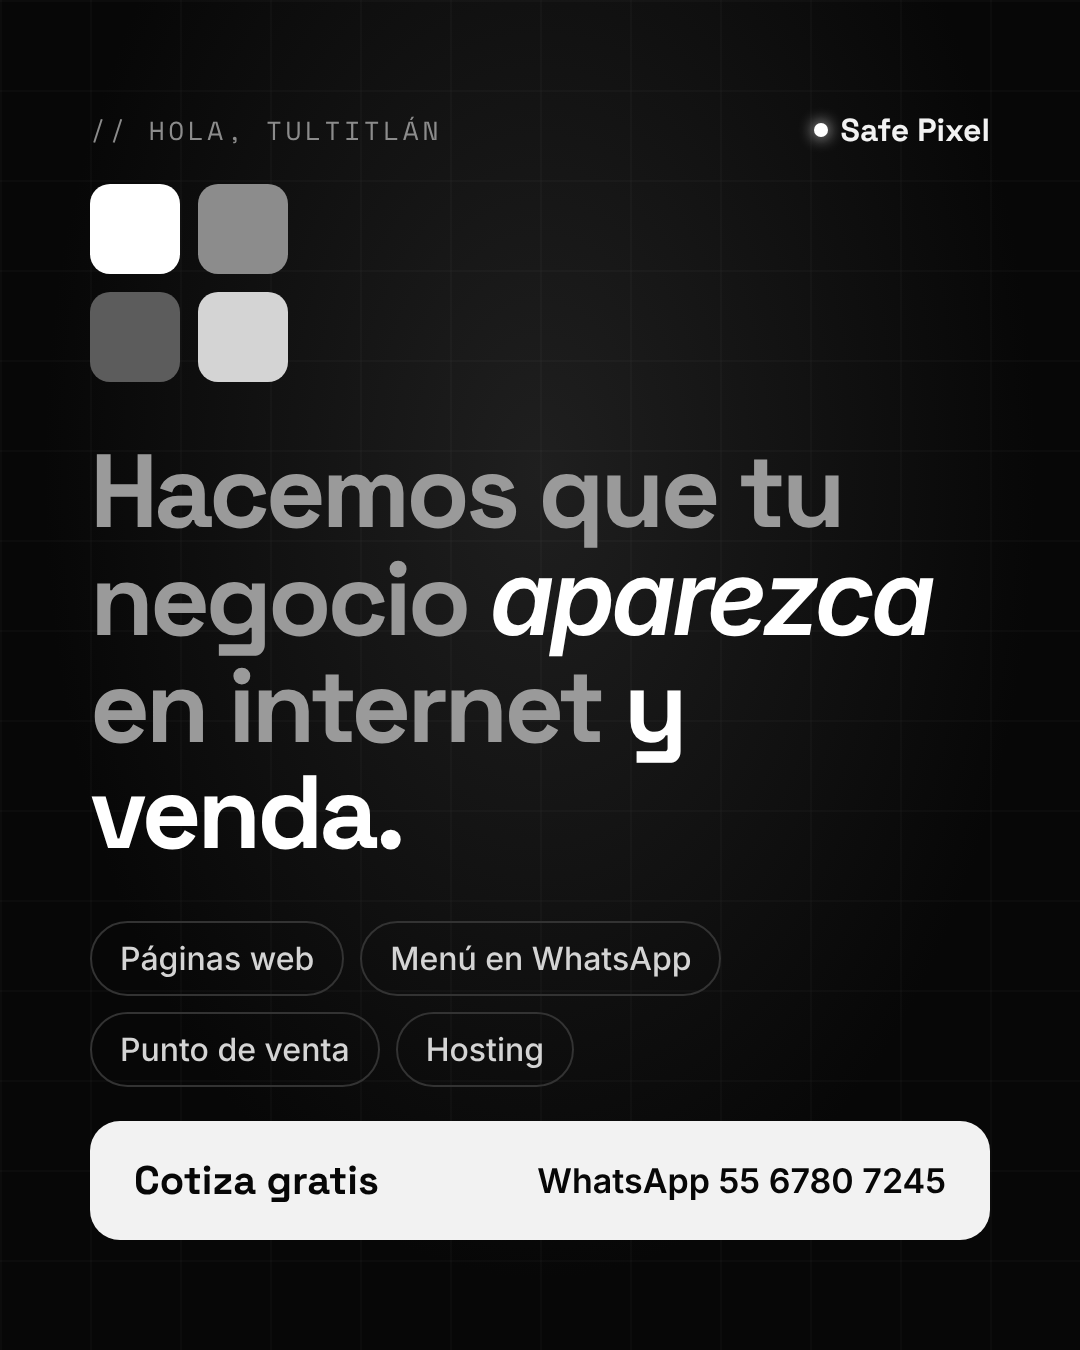 // HOLA, TULTITLÁN
Safe Pixel
Hacemos que tu
negocio aparezca
en internet y
venda.
Páginas web
Menú en WhatsApp
Punto de venta
Hosting
Cotiza gratis
WhatsApp 55 6780 7245